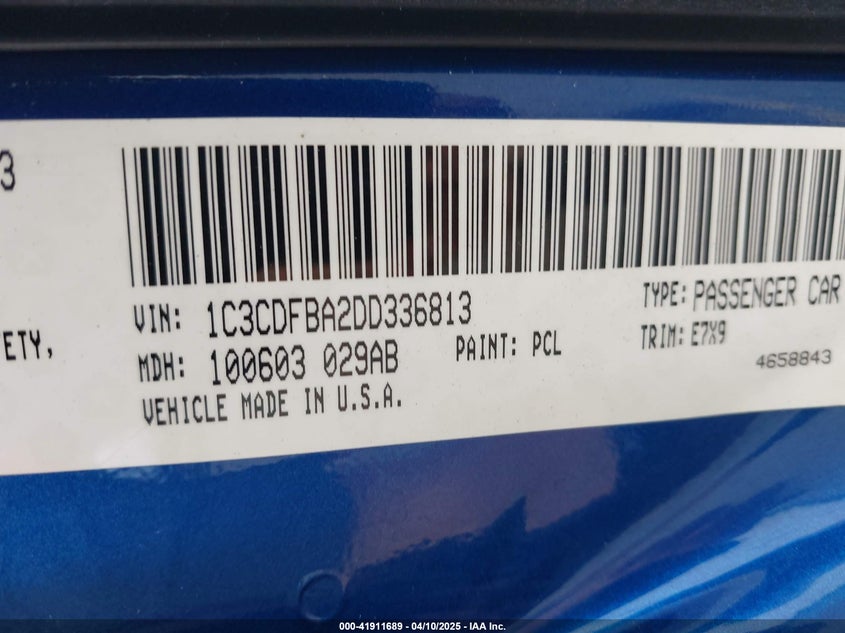 3
ETY,
VIN: 1C3CDFBA2DD336813
TYPE: PASSENGER CAR
MDH: 100603 029AB
PAINT: PCL
TRIM: E7X9
VEHICLE MADE IN U.S.A.
4658843
000-41911689 - 04/10/2025 - IAA Inc.